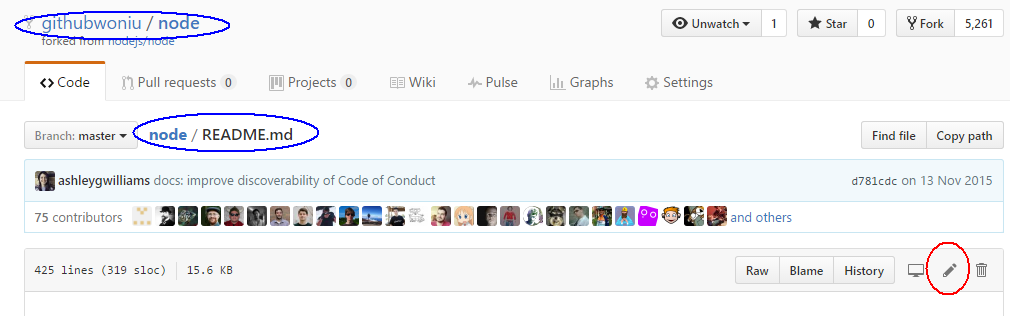 githubwoniu / node
Unwatch 1 Star 0 Fork 5,261
forked from nodejs/node
Code Pull requests 0 Projects 0 Wiki Pulse Graphs Settings
Branch: master node / README.md Find file Copy path
ashleygwilliams docs: improve discoverability of Code of Conduct d781cdc on 13 Nov 2015
75 contributors and others
425 lines (319 sloc) 15.6 KB Raw Blame History